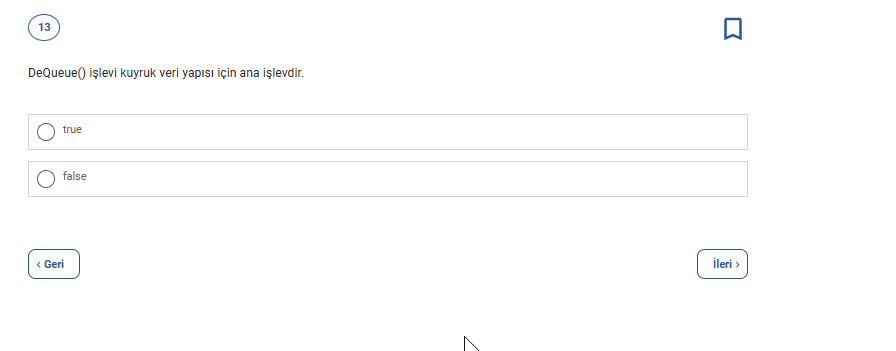 13
DeQueue() işlevi kuyruk veri yapısı için ana işlevdir.
true
false
‹ Geri
İleri ›